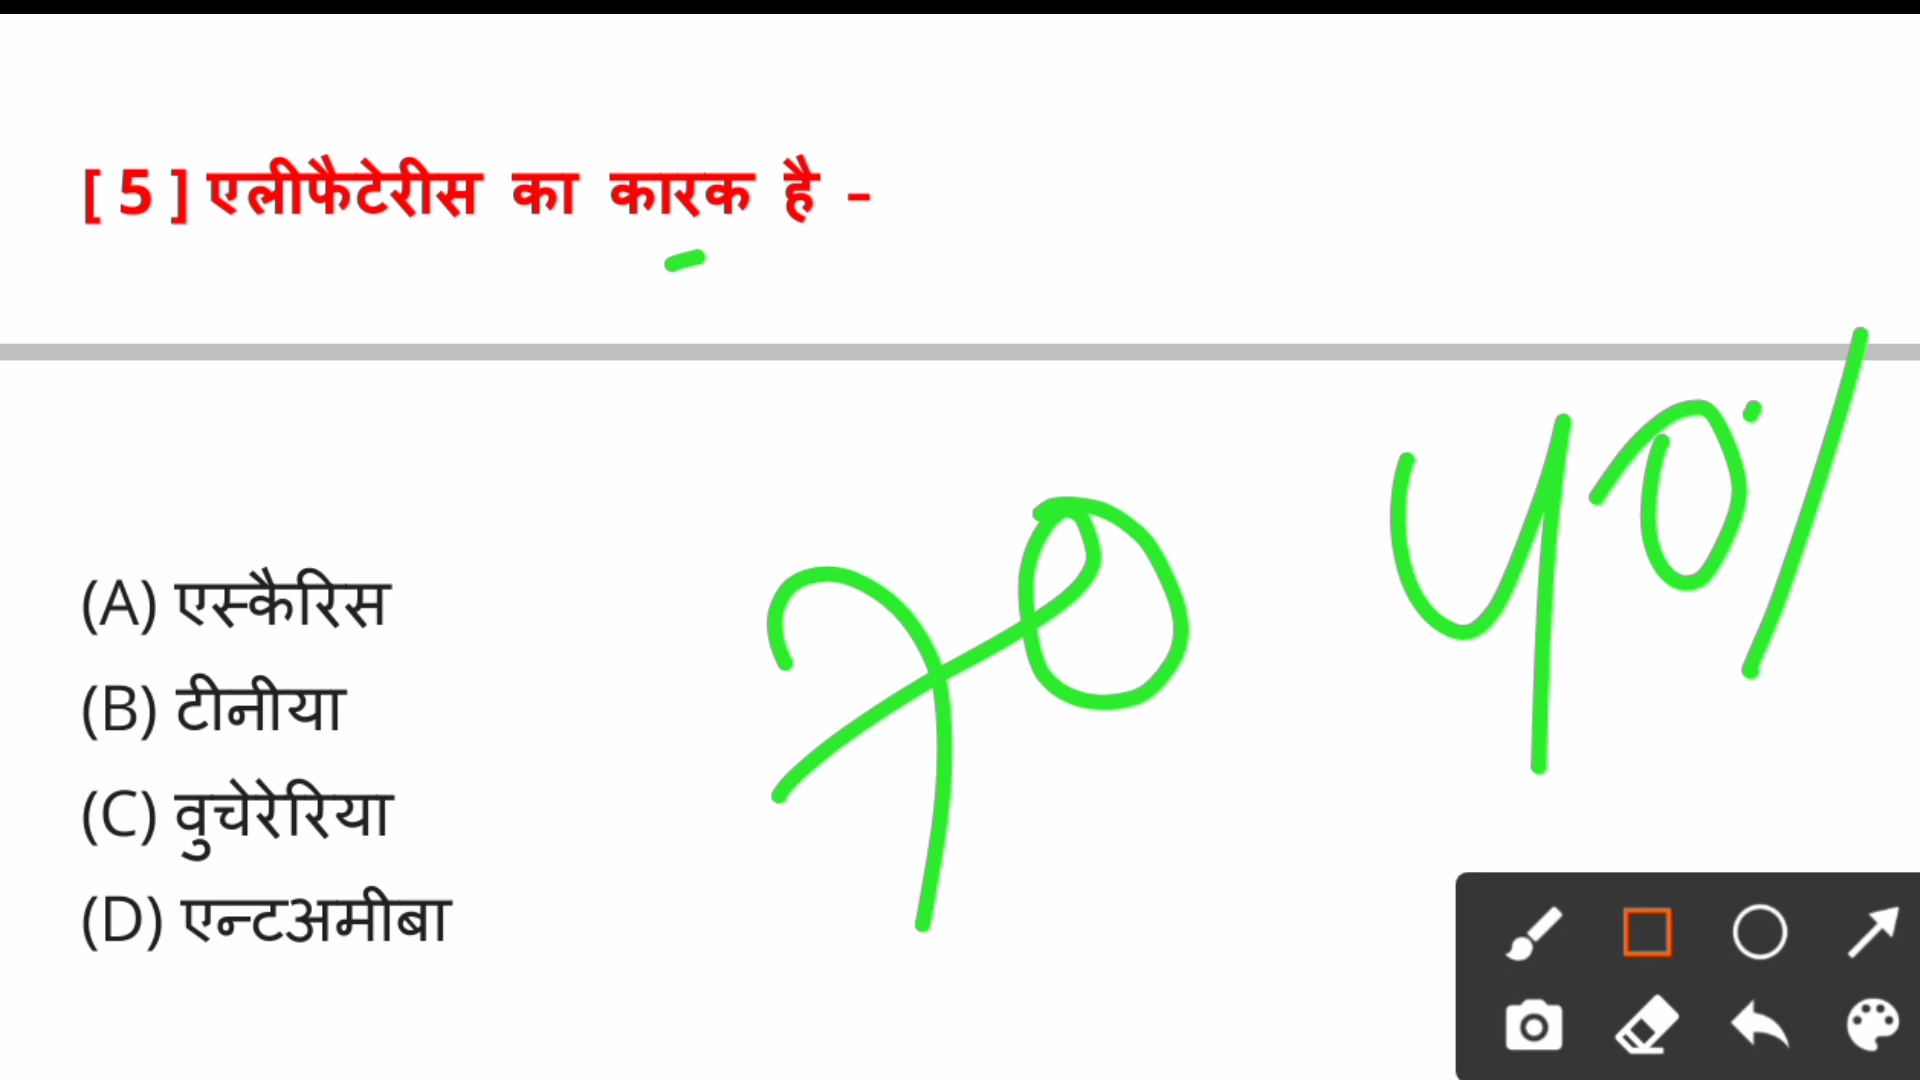 [ 5 ] एलीफैटेरीस का कारक है –
70
40%
(A) एस्कैरिस
(B) टीनीया
(C) वुचेरेरिया
(D) एन्टअमीबा